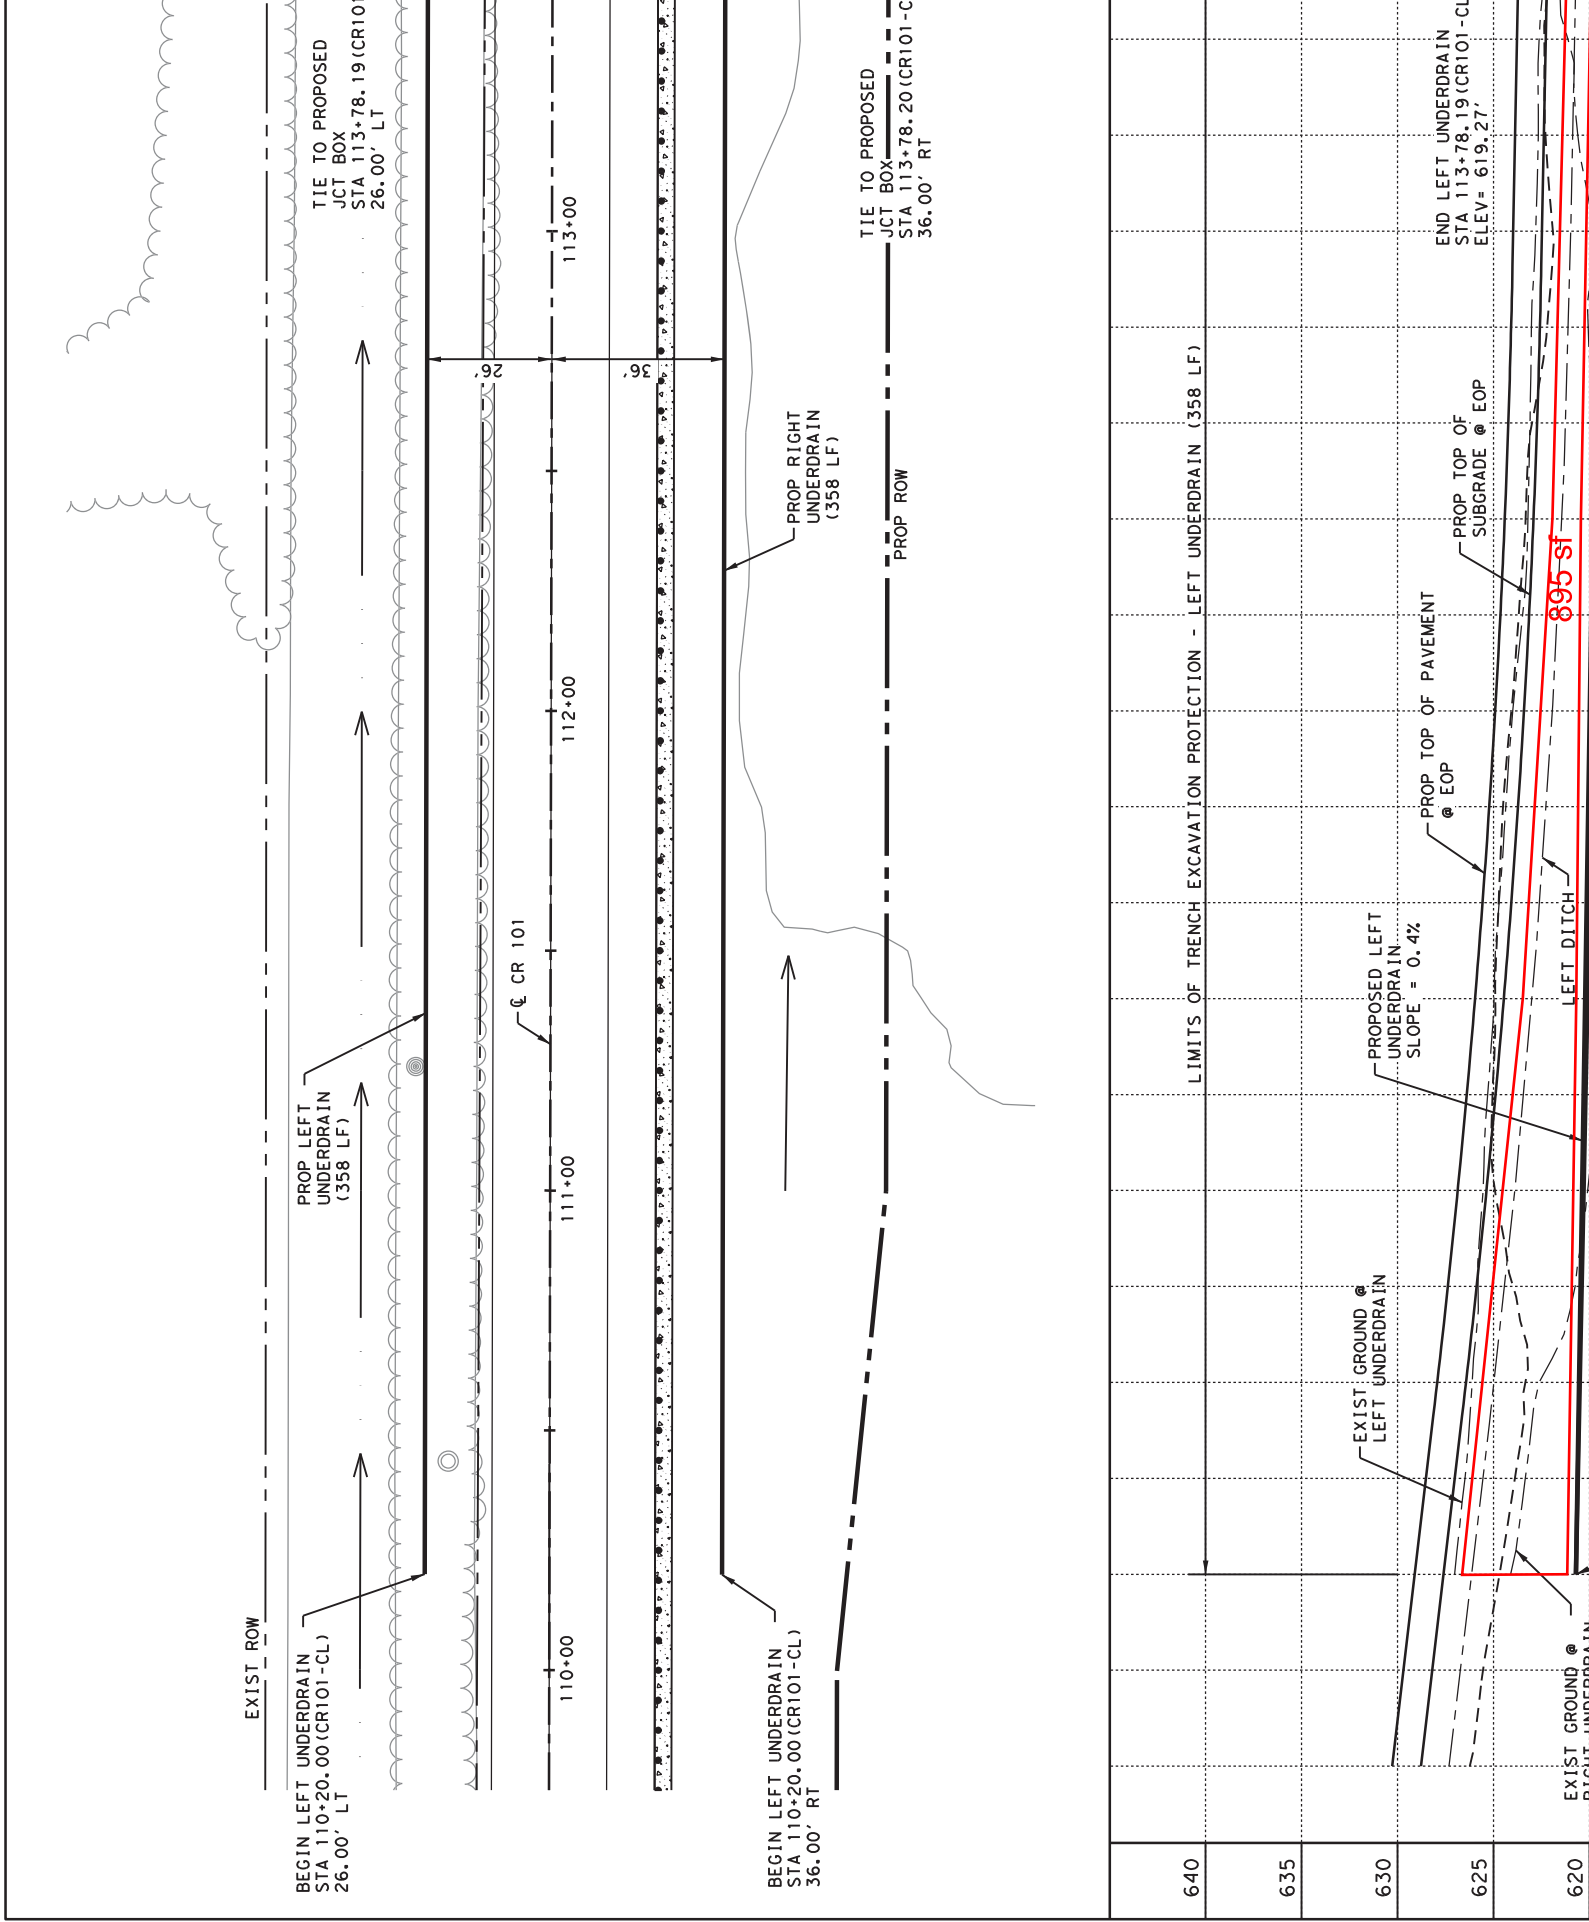 TIE TO PROPOSED
JCT BOX
STA 113+78.19(CR101
26.00' LT
TIE TO PROPOSED
JCT BOX
STA 113+78.20(CR101-C
36.00' RT
113+00
26'
36'
PROP RIGHT
UNDERDRAIN
(358 LF)
PROP ROW
112+00
℄ CR 101
PROP LEFT
UNDERDRAIN
(358 LF)
111+00
EXIST ROW
110+00
BEGIN LEFT UNDERDRAIN
STA 110+20.00(CR101-CL)
26.00' LT
BEGIN LEFT UNDERDRAIN
STA 110+20.00(CR101-CL)
36.00' RT
LIMITS OF TRENCH EXCAVATION PROTECTION - LEFT UNDERDRAIN (358 LF)
END LEFT UNDERDRAIN
STA 113+78.19(CR101-CL
ELEV= 619.27'
PROP TOP OF
SUBGRADE @ EOP
895 sf
PROP TOP OF PAVEMENT
@ EOP
PROPOSED LEFT
UNDERDRAIN
SLOPE = 0.4%
LEFT DITCH
EXIST GROUND @
LEFT UNDERDRAIN
EXIST GROUND @
RIGHT UNDERDRAIN
640
635
630
625
620